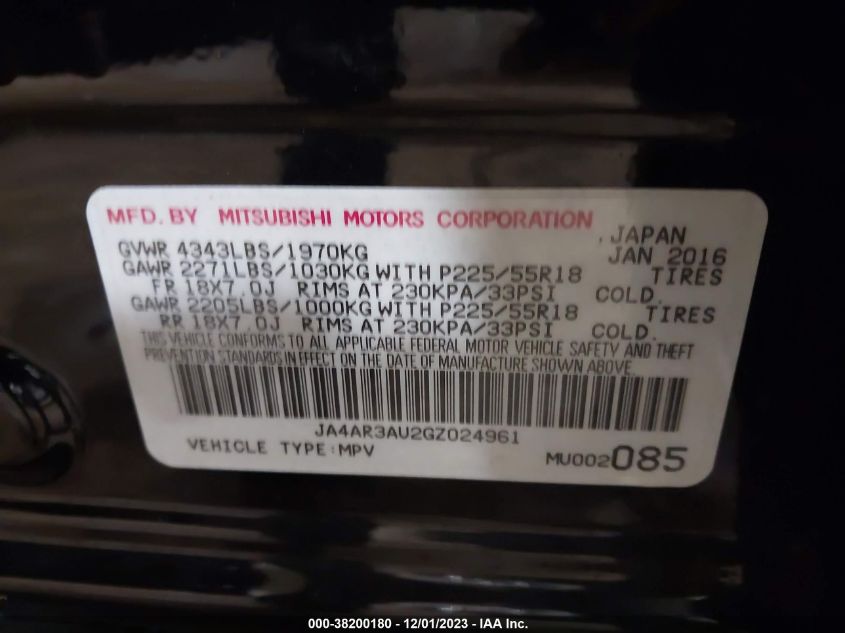 MFD. BY MITSUBISHI MOTORS CORPORATION
, JAPAN
GVWR 4343LBS/1970KG JAN 2016
GAWR 2271LBS/1030KG WITH P225/55R18 TIRES
FR 18X7.0J RIMS AT 230KPA/33PSI COLD.
GAWR 2205LBS/1000KG WITH P225/55R18 TIRES
RR 18X7.0J RIMS AT 230KPA/33PSI COLD.
THIS VEHICLE CONFORMS TO ALL APPLICABLE FEDERAL MOTOR VEHICLE SAFETY AND THEFT
PREVENTION STANDARDS IN EFFECT ON THE DATE OF MANUFACTURE SHOWN ABOVE.
JA4AR3AU2GZ024961
VEHICLE TYPE:MPV MU002085
000-38200180 - 12/01/2023 - IAA Inc.